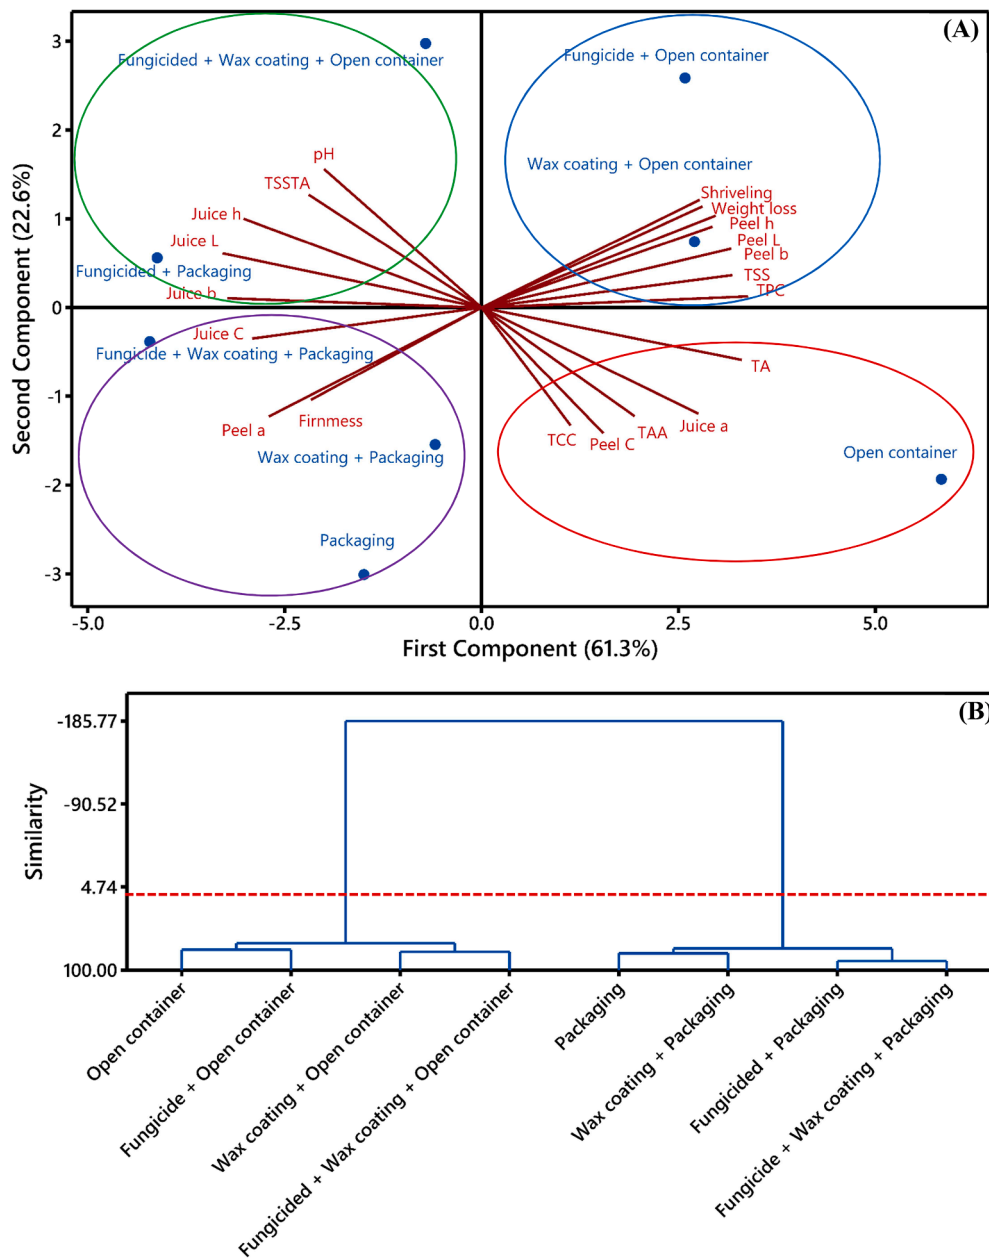 (A)
3
2
1
0
-1
-2
-3
Second Component (22.6%)
Fungicided + Wax coating + Open container
Fungicide + Open container
Wax coating + Open container
pH
TSSTA
Juice h
Juice L
Fungicided + Packaging
Juice b
Shriveling
Weight loss
Peel h
Peel L
Peel b
TSS
TPC
Juice C
Fungicide + Wax coating + Packaging
Peel a
Firnmess
Wax coating + Packaging
Packaging
TA
TCC
Peel C
TAA
Juice a
Open container
-5.0
-2.5
0.0
2.5
5.0
First Component (61.3%)
(B)
-185.77
-90.52
4.74
100.00
Similarity
Open container
Fungicide + Open container
Wax coating + Open container
Fungicided + Wax coating + Open container
Packaging
Wax coating + Packaging
Fungicided + Packaging
Fungicide + Wax coating + Packaging